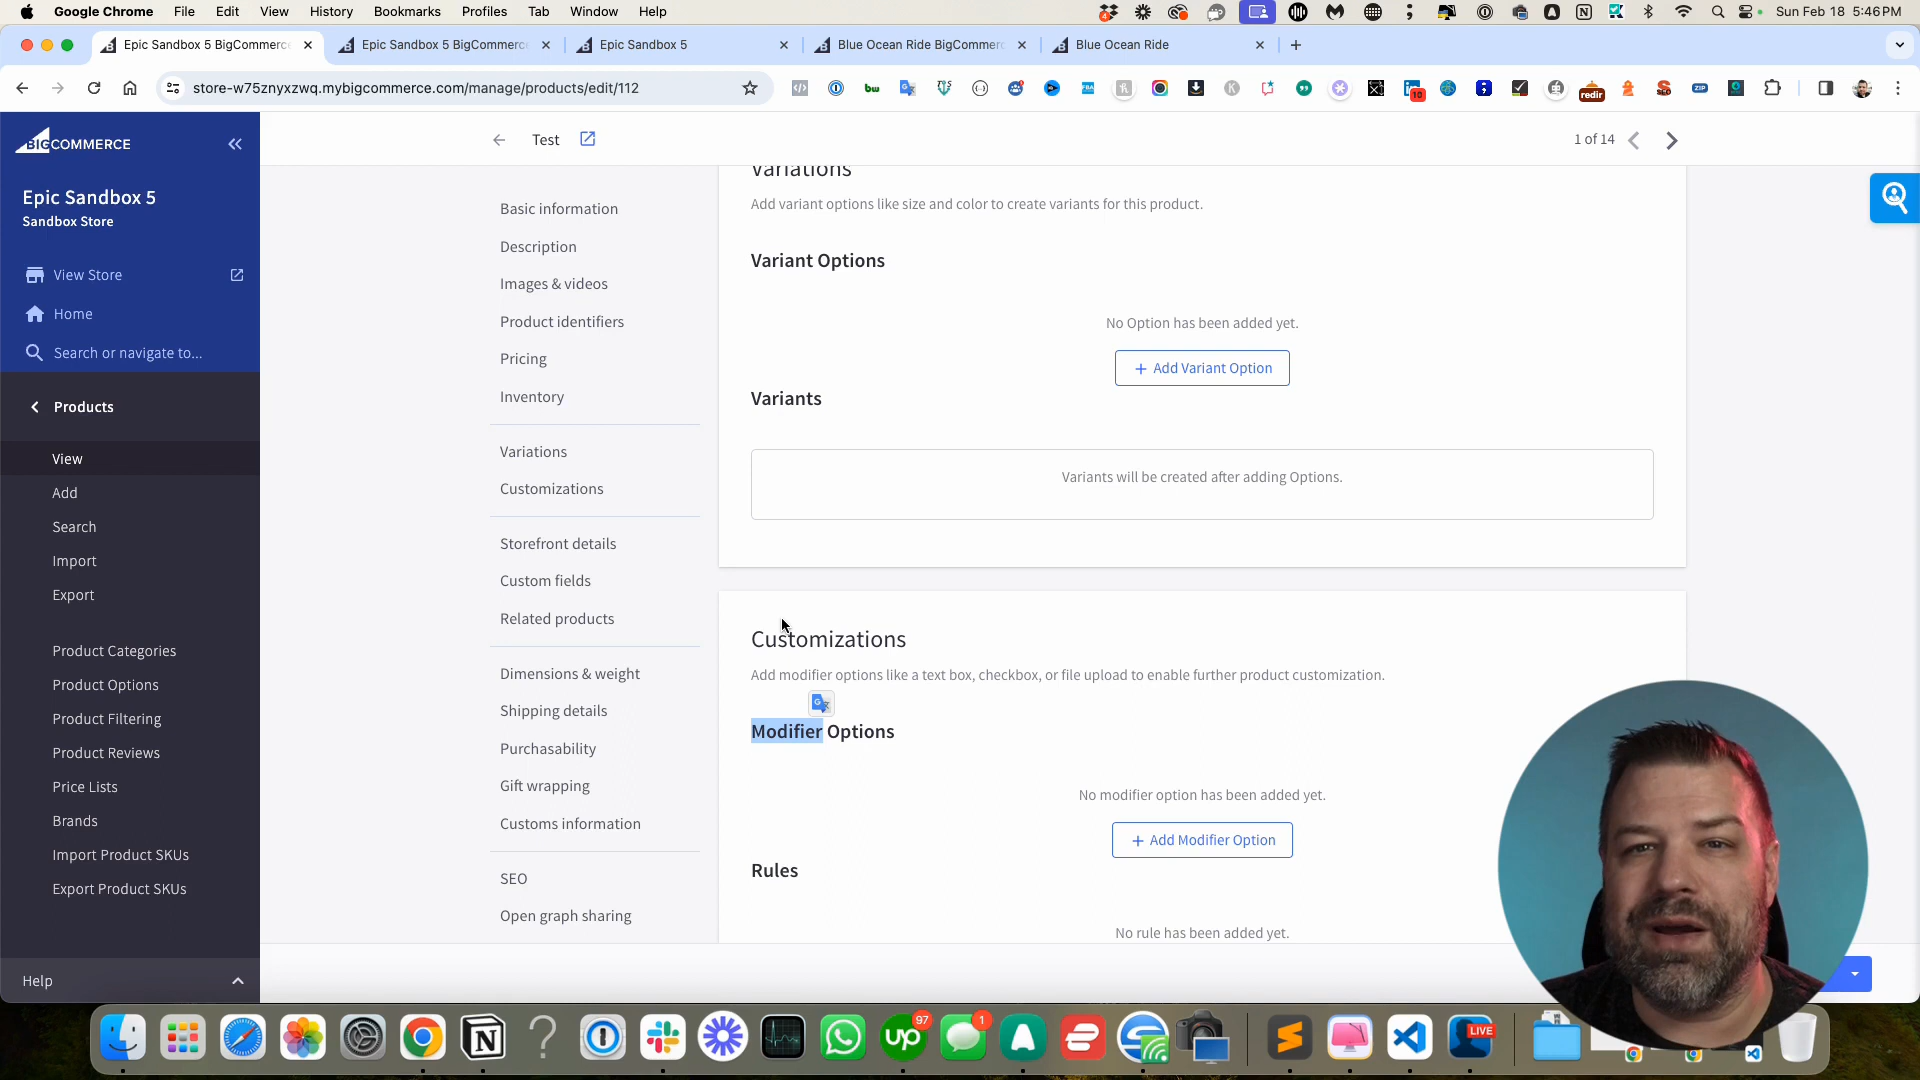 Google Chrome File Edit View History Bookmarks Profiles Tab Window Help
Sun Feb 18 5:46 PM
Epic Sandbox 5 BigCommerc
Epic Sandbox 5 BigCommerce
Epic Sandbox 5
Blue Ocean Ride BigCommerc
Blue Ocean Ride
store-w75znyxzwq.mybigcommerce.com/manage/products/edit/112
BIGCOMMERCE
Test
1 of 14
Epic Sandbox 5
Sandbox Store
View Store
Home
Search or navigate to...
Products
View
Add
Search
Import
Export
Product Categories
Product Options
Product Filtering
Product Reviews
Price Lists
Brands
Import Product SKUs
Export Product SKUs
Help
Basic information
Description
Images & videos
Product identifiers
Pricing
Inventory
Variations
Customizations
Storefront details
Custom fields
Related products
Dimensions & weight
Shipping details
Purchasability
Gift wrapping
Customs information
SEO
Open graph sharing
Variations
Add variant options like size and color to create variants for this product.
Variant Options
No Option has been added yet.
+ Add Variant Option
Variants
Variants will be created after adding Options.
Customizations
Add modifier options like a text box, checkbox, or file upload to enable further product customization.
Modifier Options
No modifier option has been added yet.
+ Add Modifier Option
Rules
No rule has been added yet.
97
1
LIVE